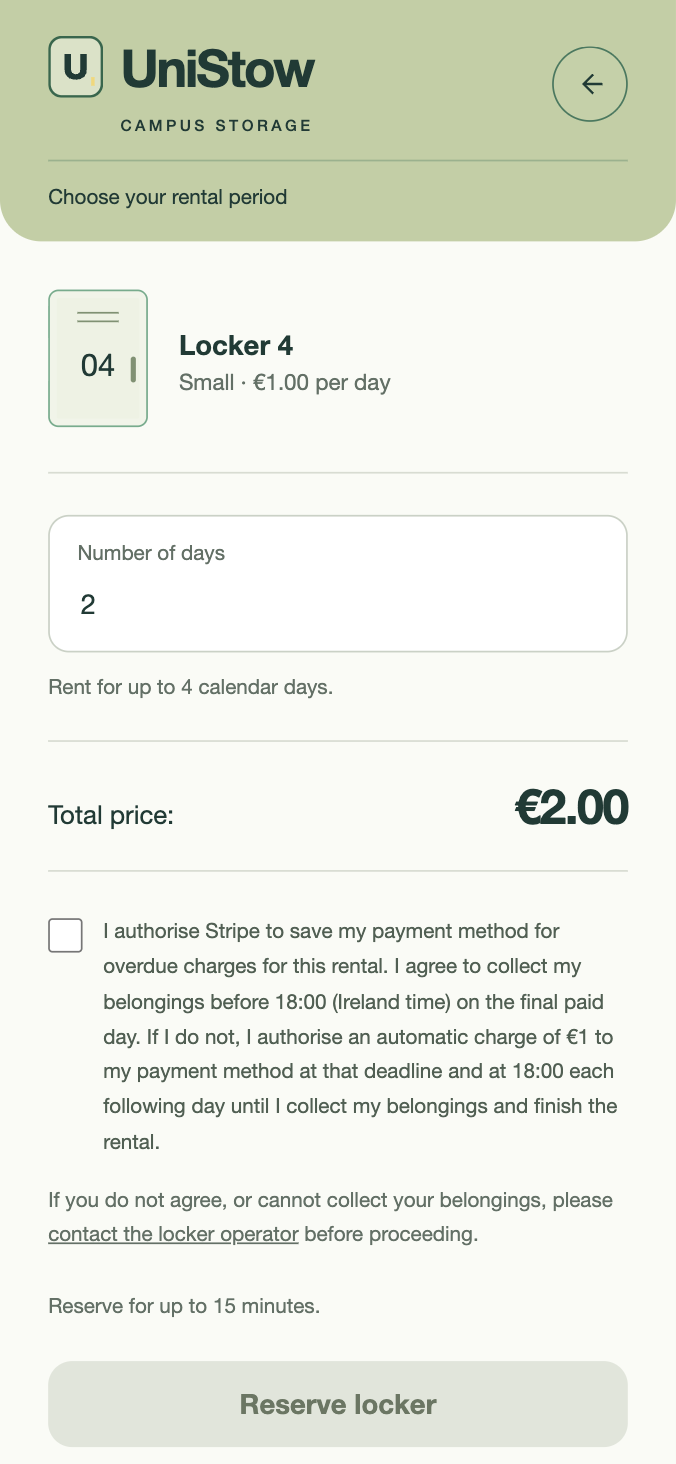 U
UniStow
CAMPUS STORAGE
Choose your rental period
04
Locker 4
Small · €1.00 per day
Number of days
2
Rent for up to 4 calendar days.
Total price:
€2.00
I authorise Stripe to save my payment method for
overdue charges for this rental. I agree to collect my
belongings before 18:00 (Ireland time) on the final paid
day. If I do not, I authorise an automatic charge of €1 to
my payment method at that deadline and at 18:00 each
following day until I collect my belongings and finish the
rental.
If you do not agree, or cannot collect your belongings, please
contact the locker operator before proceeding.
Reserve for up to 15 minutes.
Reserve locker